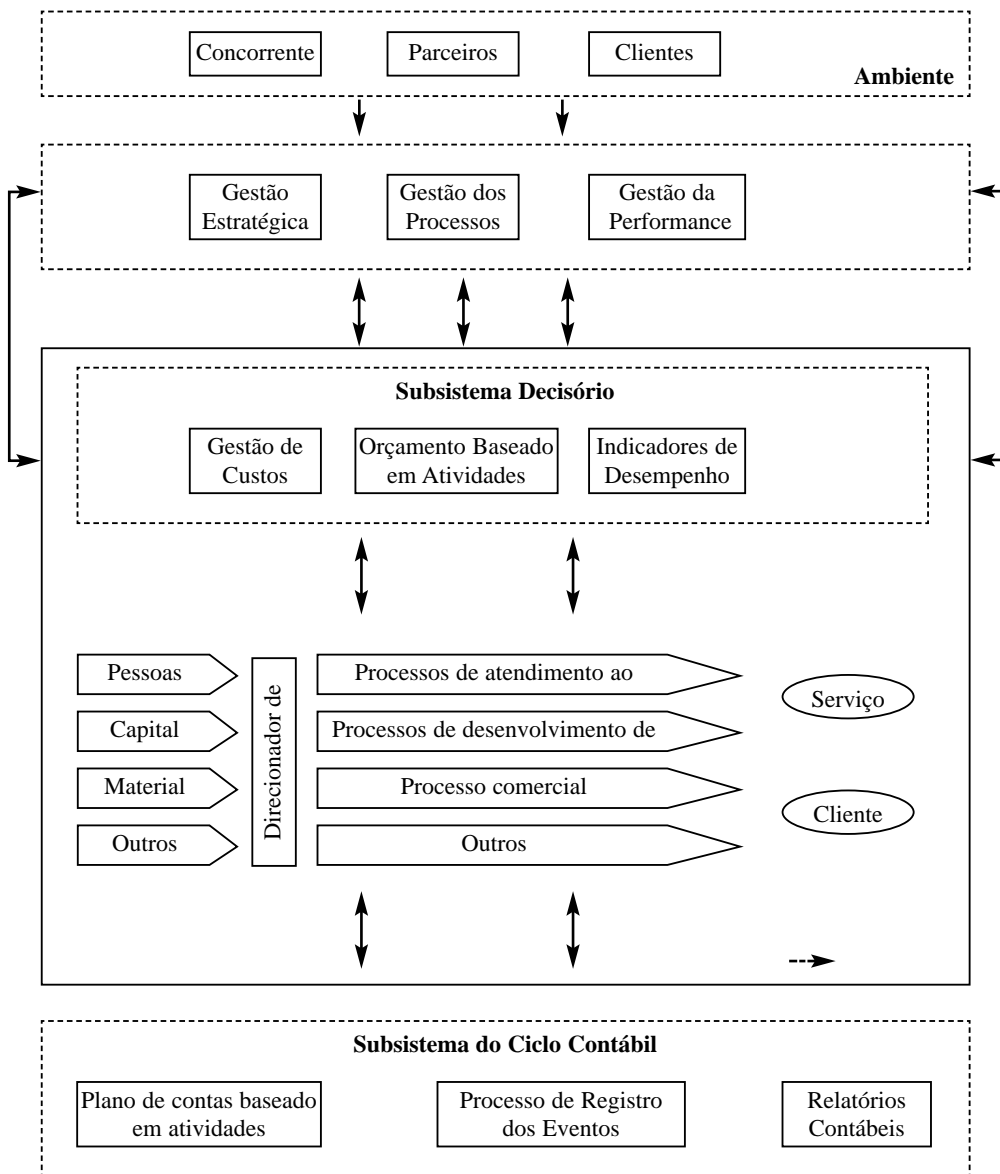 Concorrente
Parceiros
Clientes
Ambiente
Gestão
Estratégica
Gestão dos
Processos
Gestão da
Performance
Subsistema Decisório
Gestão de
Custos
Orçamento Baseado
em Atividades
Indicadores de
Desempenho
Pessoas
Capital
Material
Outros
Direcionador de
Processos de atendimento ao
Processos de desenvolvimento de
Processo comercial
Outros
Serviço
Cliente
Subsistema do Ciclo Contábil
Plano de contas baseado
em atividades
Processo de Registro
dos Eventos
Relatórios
Contábeis